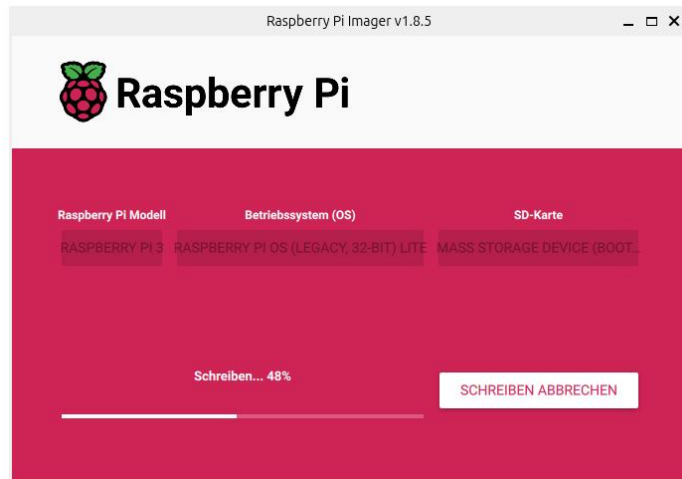 Raspberry Pi Imager v1.8.5
Raspberry Pi
Raspberry Pi Modell Betriebssystem (OS) SD-Karte
RASPBERRY PI 3 RASPBERRY PI OS (LEGACY, 32-BIT) LITE MASS STORAGE DEVICE (BOOT...
Schreiben... 48%
SCHREIBEN ABBRECHEN